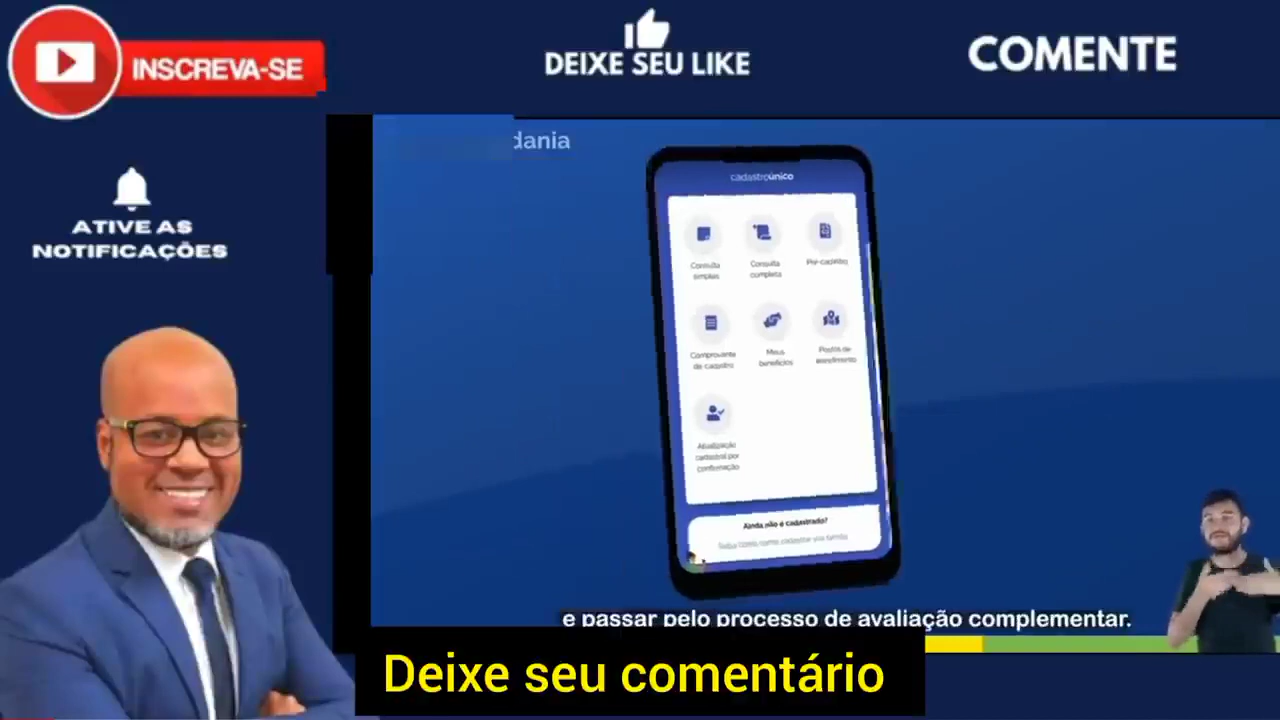 INSCREVA-SE
DEIXE SEU LIKE
COMENTE
ATIVE AS
NOTIFICAÇÕES
dania
cadastroúnico
Consulta
simples
Consulta
completa
Pré-cadastro
Comprovante
de cadastro
Meus
benefícios
Postos de
atendimento
Atualização
cadastral por
confirmação
Ainda não é cadastrado?
e passar pelo processo de avaliação complementar.
Deixe seu comentário